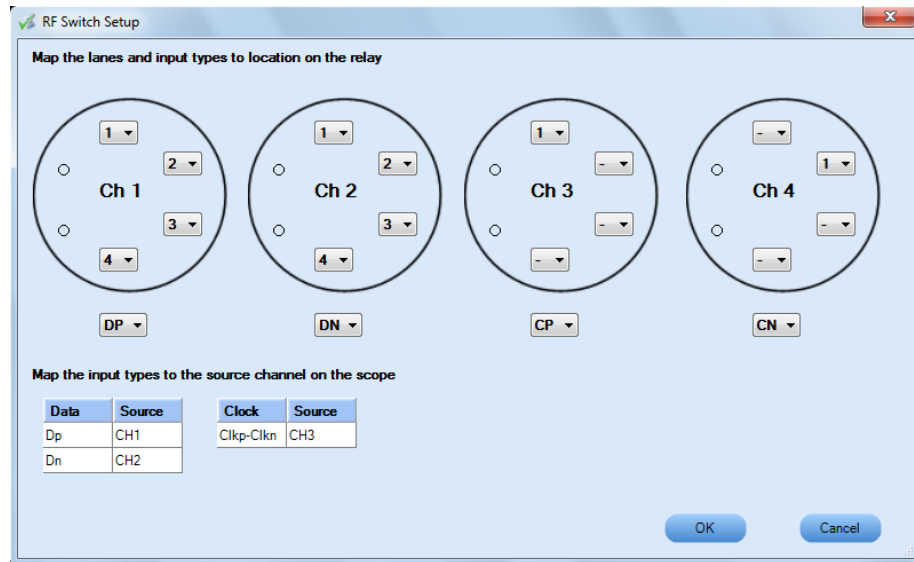 RF Switch Setup
Map the lanes and input types to location on the relay
1 1 1 -
2 2 - 1
Ch 1 Ch 2 Ch 3 Ch 4
3 3 - -
4 4 - -
DP DN CP CN
Map the input types to the source channel on the scope
Data Source Clock Source
Dp CH1 Clkp-Clkn CH3
Dn CH2
OK Cancel